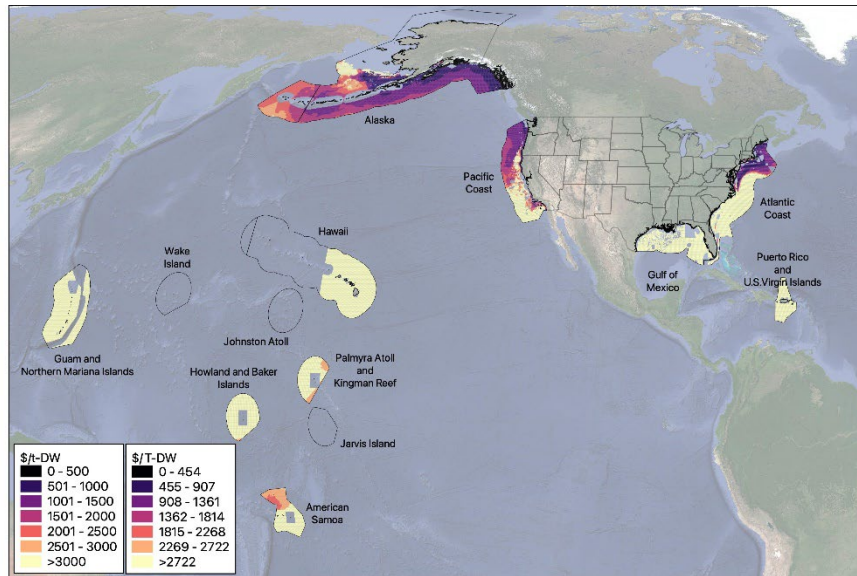 Alaska
Pacific
Coast
Atlantic
Coast
Hawaii
Wake
Island
Gulf of
Mexico
Puerto Rico
and
U.S.Virgin Islands
Johnston Atoll
Guam and
Northern Mariana Islands
Howland and Baker
Islands
Palmyra Atoll
and
Kingman Reef
Jarvis Island
American
Samoa
$/t-DW
0 - 500
501 - 1000
1001 - 1500
1501 - 2000
2001 - 2500
2501 - 3000
>3000
$/T-DW
0 - 454
455 - 907
908 - 1361
1362 - 1814
1815 - 2268
2269 - 2722
>2722